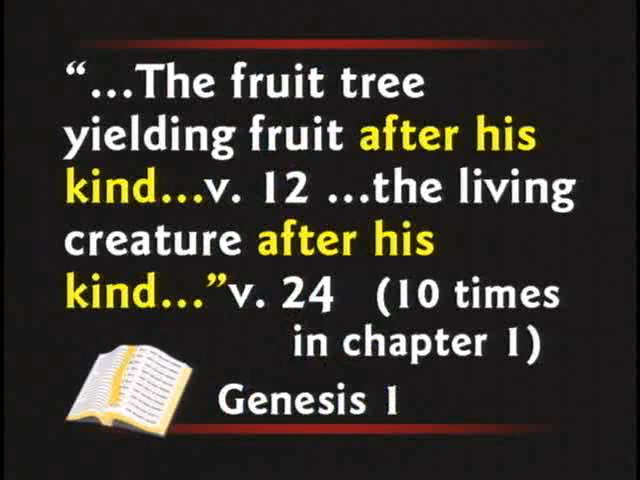 “...The fruit tree
yielding fruit after his
kind...v. 12 ...the living
creature after his
kind...”v. 24 (10 times
in chapter 1)
Genesis 1